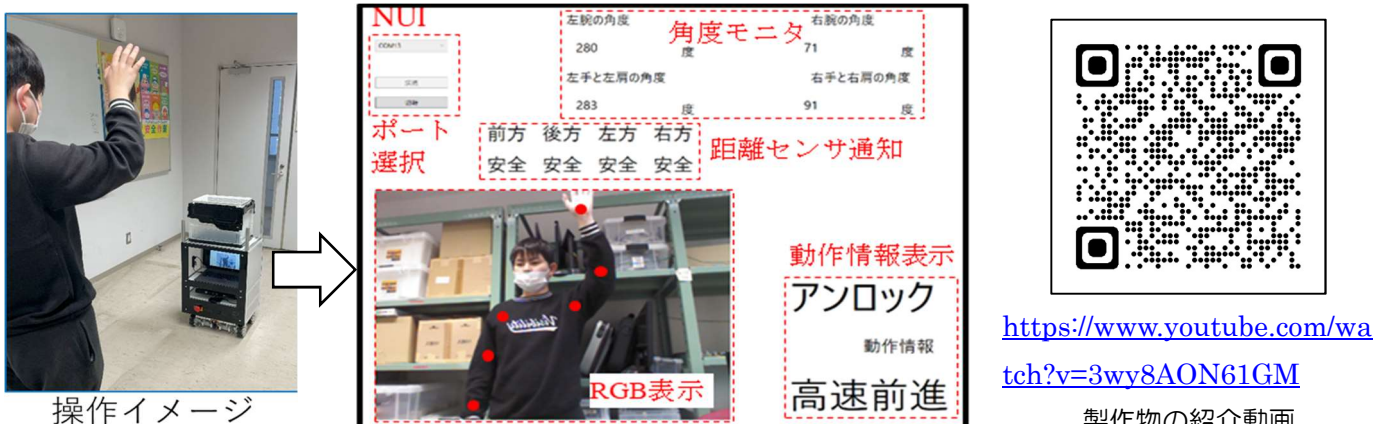 操作イメージ
NUI
COM13
ポート
選択
左腕の角度
右腕の角度
角度モニタ
280
度
71
度
左手と左肩の角度
右手と右肩の角度
283
度
91
度
前方 後方 左方 右方
安全 安全 安全 安全
距離センサ通知
RGB表示
動作情報表示
アンロック
動作情報
高速前進
https://www.youtube.com/wa
tch?v=3wy8AON61GM
製作物の紹介動画